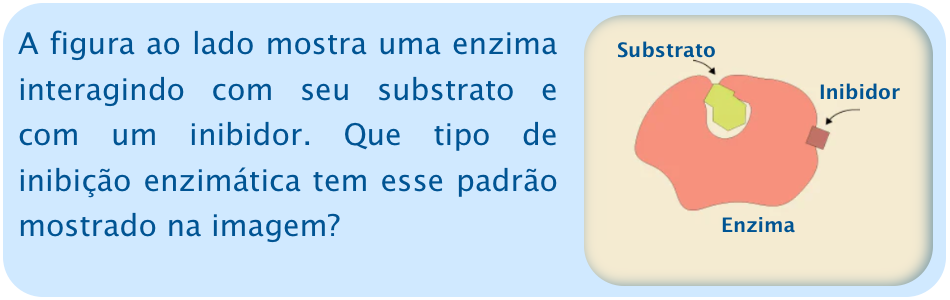 A figura ao lado mostra uma enzima
interagindo com seu substrato e
com um inibidor. Que tipo de
inibição enzimática tem esse padrão
mostrado na imagem?
Substrato
Inibidor
Enzima